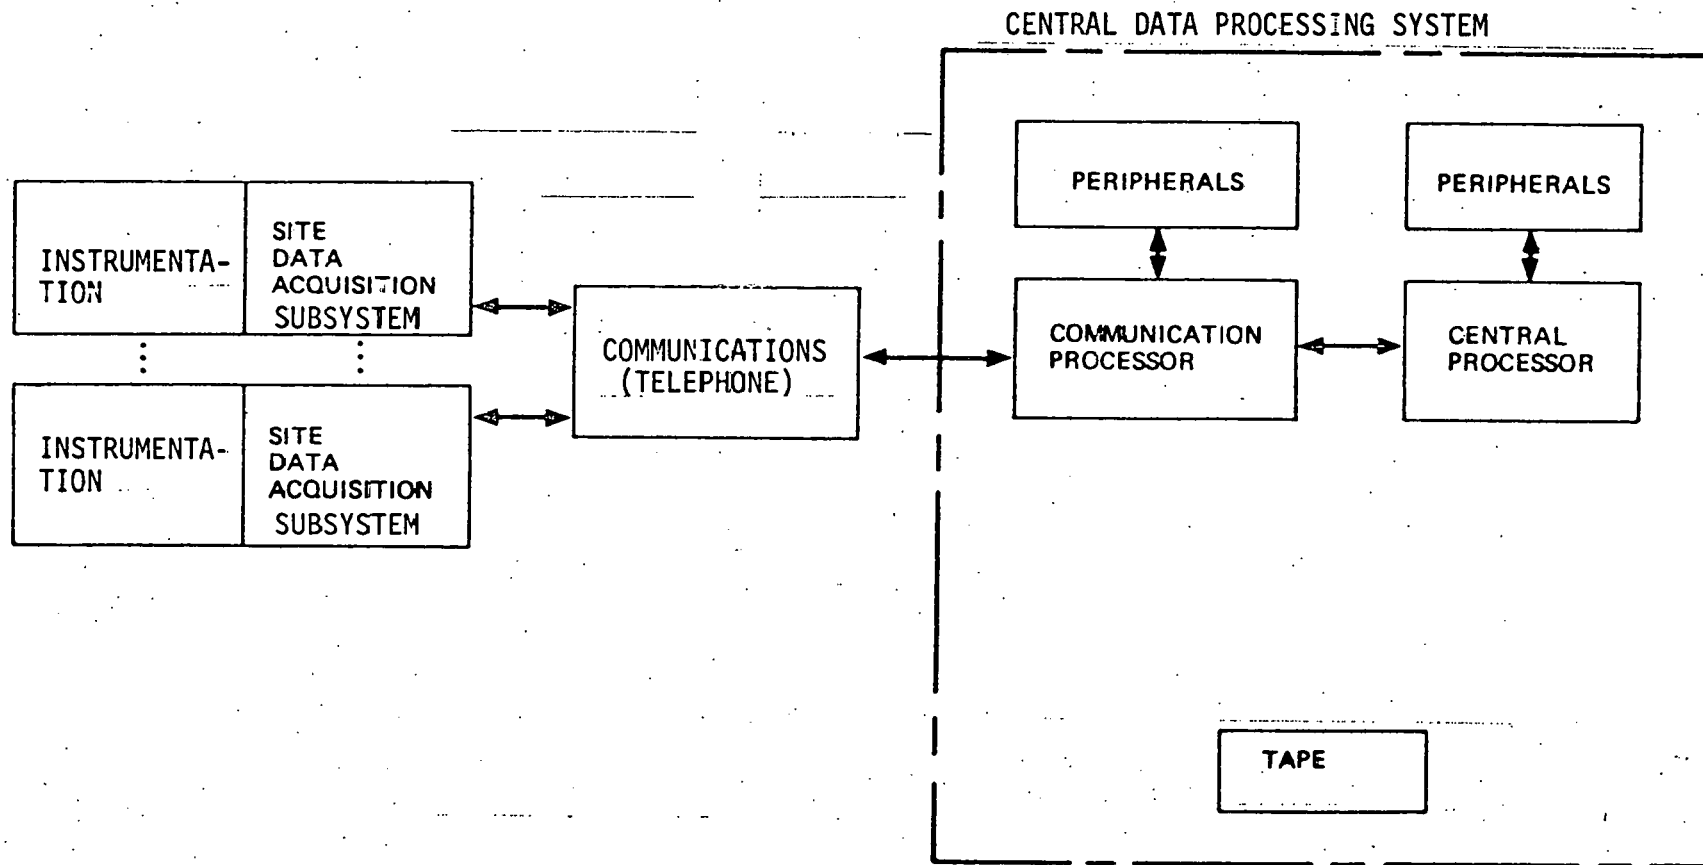 CENTRAL DATA PROCESSING SYSTEM
PERIPHERALS
PERIPHERALS
INSTRUMENTA-
TION
SITE
DATA
ACQUISITION
SUBSYSTEM
COMMUNICATIONS
(TELEPHONE)
COMMUNICATION
PROCESSOR
CENTRAL
PROCESSOR
INSTRUMENTA-
TION
SITE
DATA
ACQUISITION
SUBSYSTEM
TAPE